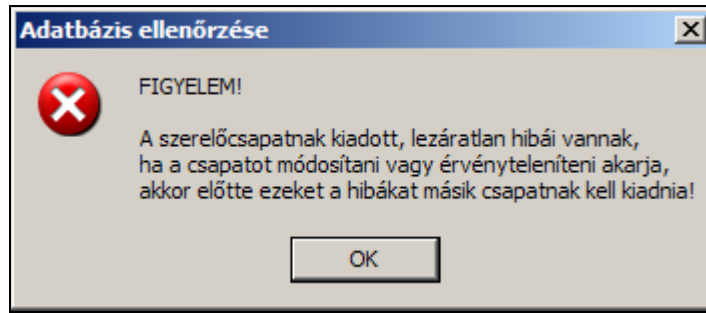 Adatbázis ellenőrzése
FIGYELEM!
A szerelőcsapatnak kiadott, lezáratlan hibái vannak,
ha a csapatot módosítani vagy érvényteleníteni akarja,
akkor előtte ezeket a hibákat másik csapatnak kell kiadnia!
OK